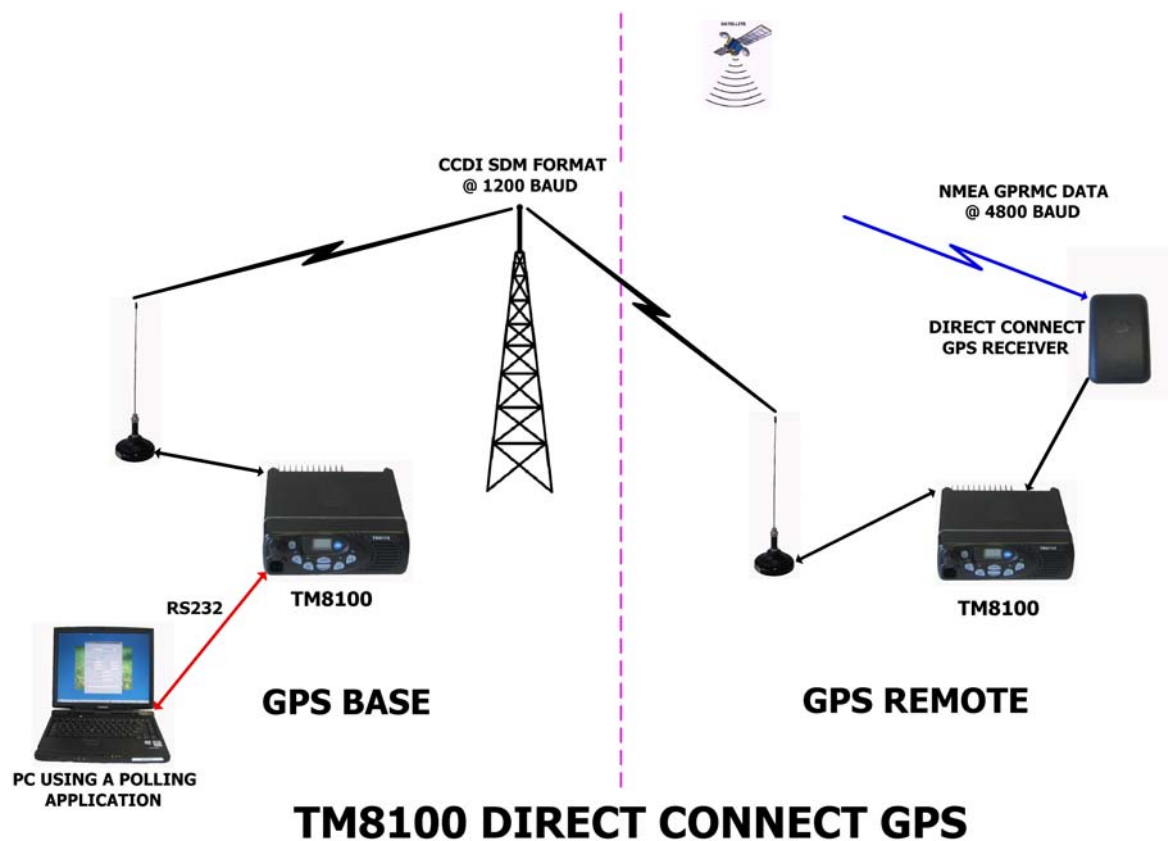 SATELLITE
CCDI SDM FORMAT
@ 1200 BAUD
NMEA GPRMC DATA
@ 4800 BAUD
DIRECT CONNECT
GPS RECEIVER
TM8100
TM8100
RS232
GPS BASE
GPS REMOTE
PC USING A POLLING
APPLICATION
TM8100 DIRECT CONNECT GPS